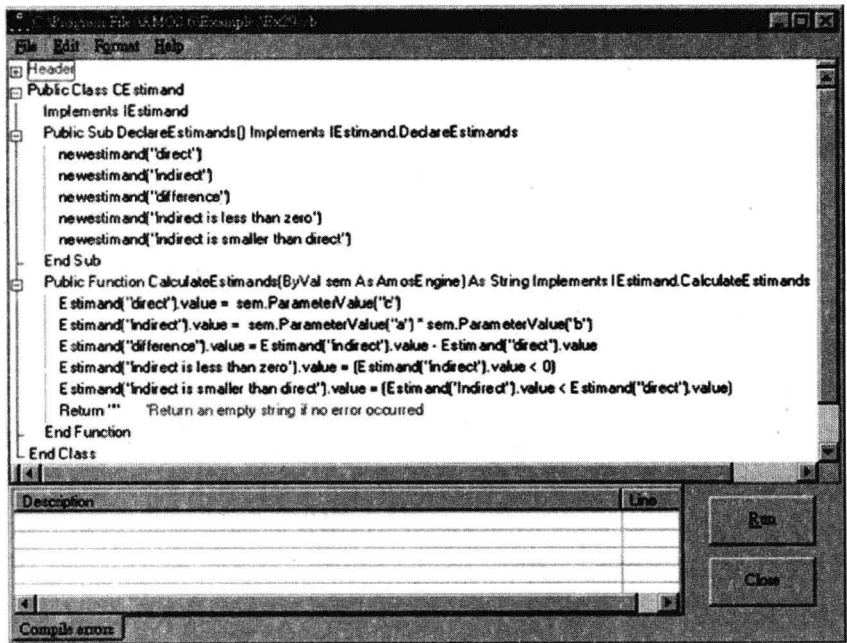 File Edit Format Help
Header
Public Class CEstimand
Implements IEstimand
Public Sub DeclareEstimands() Implements IEstimand.DeclareEstimands
newestimand("direct")
newestimand("indirect")
newestimand("difference")
newestimand("indirect is less than zero")
newestimand("indirect is smaller than direct")
End Sub
Public Function CalculateEstimands(ByVal sem As AmosEngine) As String Implements IEstimand.CalculateEstimands
Estimand("direct").value = sem.ParameterValue("c")
Estimand("indirect").value = sem.ParameterValue("a") * sem.ParameterValue("b")
Estimand("difference").value = Estimand("indirect").value - Estimand("direct").value
Estimand("indirect is less than zero").value = (Estimand("indirect").value < 0)
Estimand("indirect is smaller than direct").value = (Estimand("Indirect").value < Estimand("direct").value)
Return "" 'Return an empty string if no error occurred
End Function
End Class
Description Line
Run
Close
Compile errors